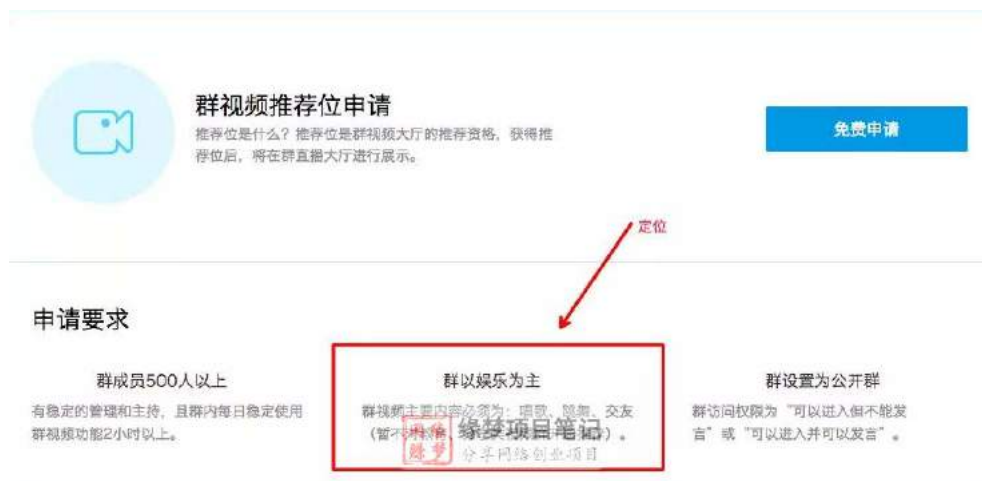 群视频推荐位申请
推荐位是什么？推荐位是群视频大厅的推荐资格，获得推
荐位后，将在群直播大厅进行展示。
免费申请
定位
申请要求
群成员500人以上
有稳定的管理和主持，且群内每日稳定使用
群视频功能2小时以上。
群以娱乐为主
群视频主要内容必须为：唱歌、跳舞、交友
（暂不对教育、）。
缘梦项目笔记
分享网络创业项目
群设置为公开群
群访问权限为“可以进入但不能发
言”或“可以进入并可以发言”。